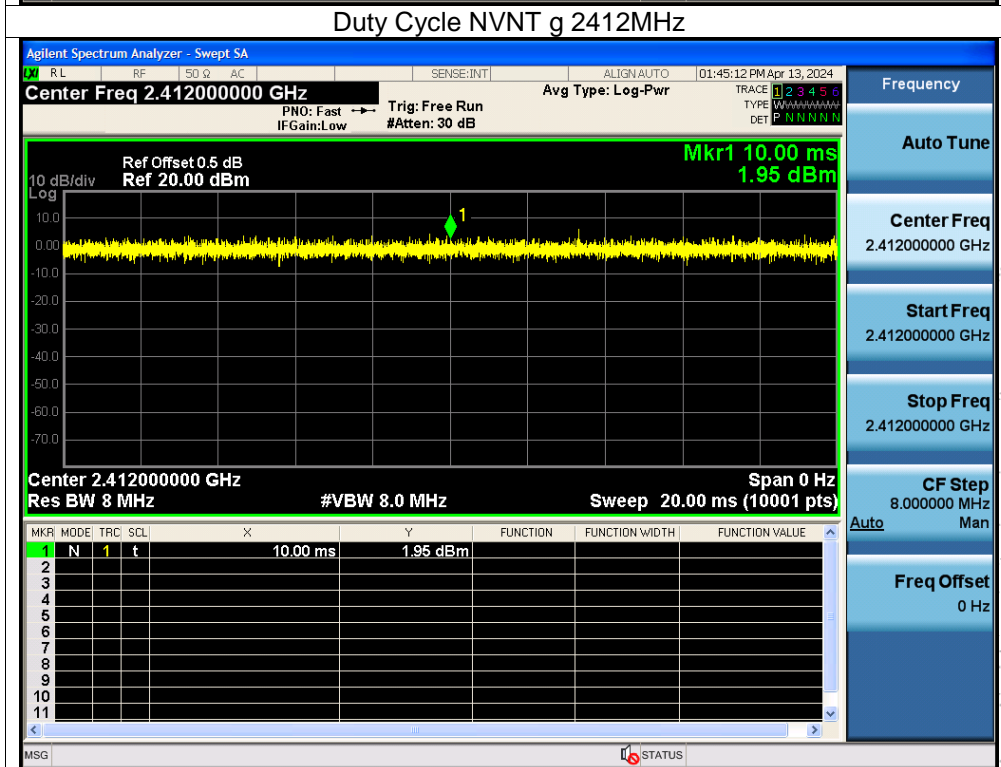 Duty Cycle NVNT g 2412MHz
Agilent Spectrum Analyzer - Swept SA
LXI RL RF 50 Ω AC SENSE:INT ALIGN AUTO 01:45:12 PM Apr 13, 2024
Center Freq 2.412000000 GHz
PNO: Fast
IFGain:Low
Trig: Free Run
#Atten: 30 dB
Avg Type: Log-Pwr
TRACE 1 2 3 4 5 6
TYPE WWWWWW
DET P N N N N N
Ref Offset 0.5 dB
10 dB/div Ref 20.00 dBm
Log
Mkr1 10.00 ms
1.95 dBm
1
10.0
0.00
-10.0
-20.0
-30.0
-40.0
-50.0
-60.0
-70.0
Center 2.412000000 GHz Span 0 Hz
Res BW 8 MHz #VBW 8.0 MHz Sweep 20.00 ms (10001 pts)
MKR MODE TRC SCL X Y FUNCTION FUNCTION WIDTH FUNCTION VALUE
1 N 1 t 10.00 ms 1.95 dBm
2
3
4
5
6
7
8
9
10
11
MSG STATUS
Frequency
Auto Tune
Center Freq
2.412000000 GHz
Start Freq
2.412000000 GHz
Stop Freq
2.412000000 GHz
CF Step
8.000000 MHz
Auto Man
Freq Offset
0 Hz